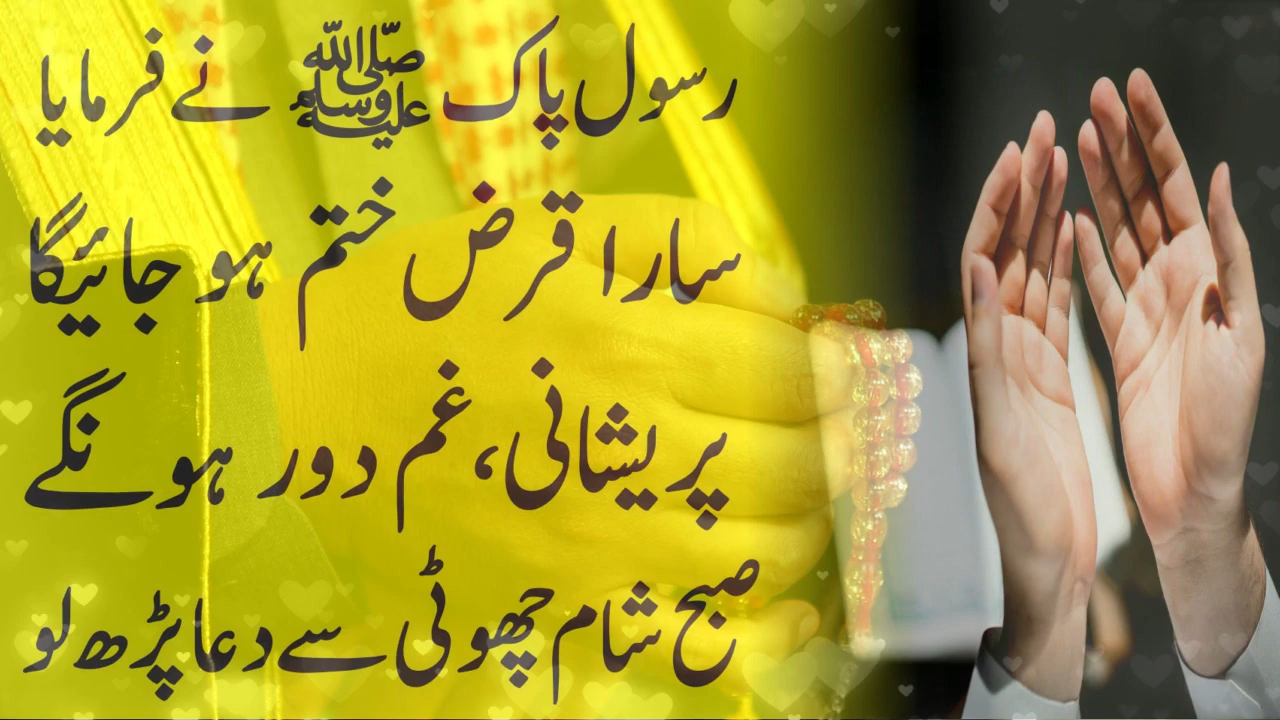 رسول پاک ﷺ نے فرمایا
سارا قرض ختم ہو جائیگا
پریشانی، غم دور ہونگے
صبح شام چھوٹی سے دعا پڑھ لو